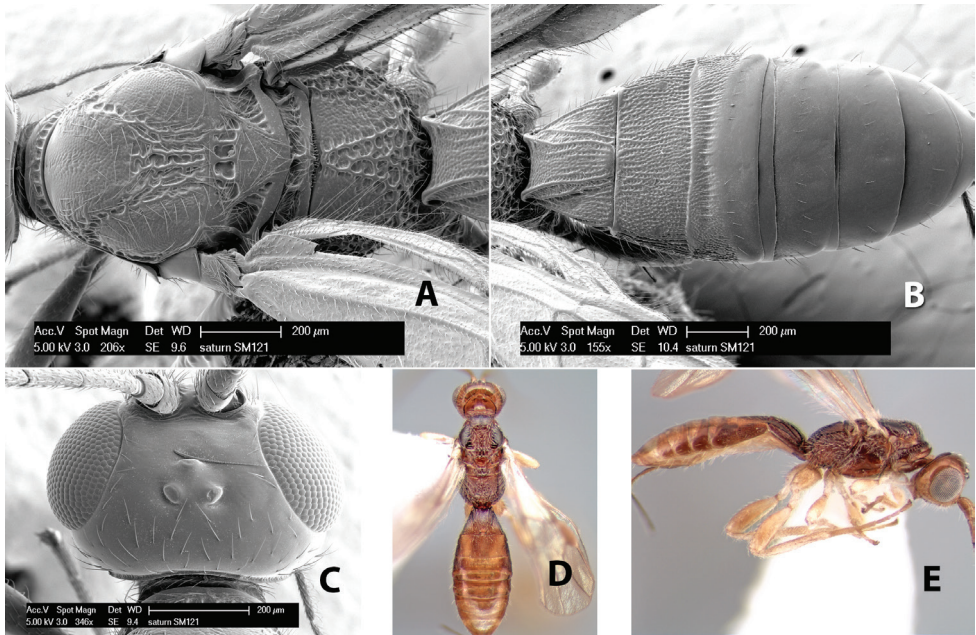 A
Acc.V Spot Magn Det WD 200 µm
5.00 kV 3.0 206x SE 9.6 saturn SM121
B
Acc.V Spot Magn Det WD 200 µm
5.00 kV 3.0 155x SE 10.4 saturn SM121
C
Acc.V Spot Magn Det WD 200 µm
5.00 kV 3.0 346x SE 9.4 saturn SM121
D
E